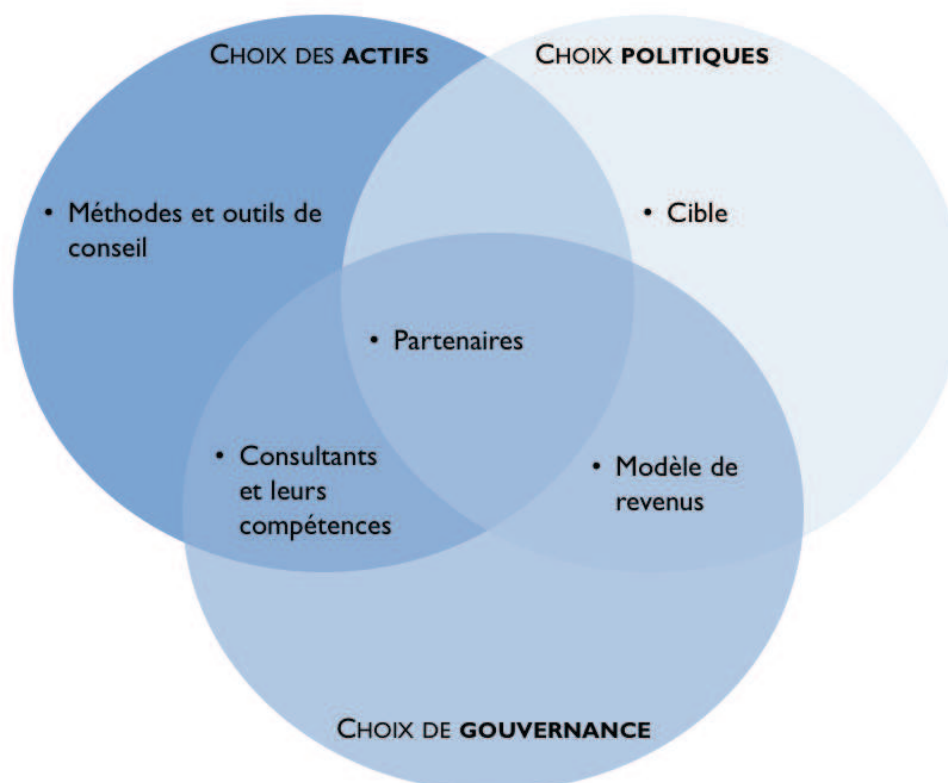 CHOIX DES ACTIFS
CHOIX POLITIQUES
• Méthodes et outils de
conseil
• Cible
• Partenaires
• Consultants
et leurs
compétences
• Modèle de
revenus
CHOIX DE GOUVERNANCE